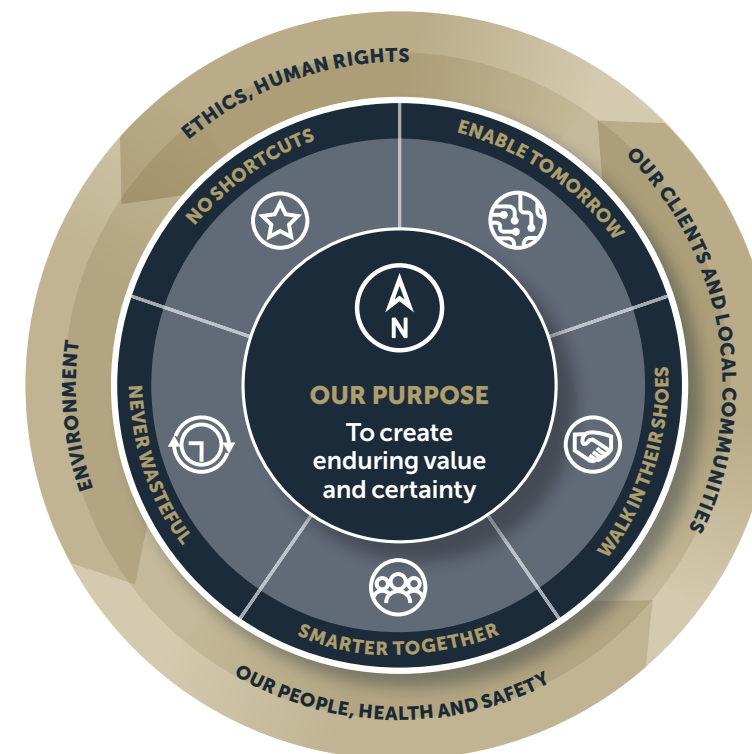 ETHICS, HUMAN RIGHTS
NO SHORTCUTS
ENABLE TOMORROW
OUR CLIENTS AND LOCAL COMMUNITIES
N
OUR PURPOSE
To create
enduring value
and certainty
ENVIRONMENT
NEVER WASTEFUL
WALK IN THEIR SHOES
SMARTER TOGETHER
OUR PEOPLE, HEALTH AND SAFETY